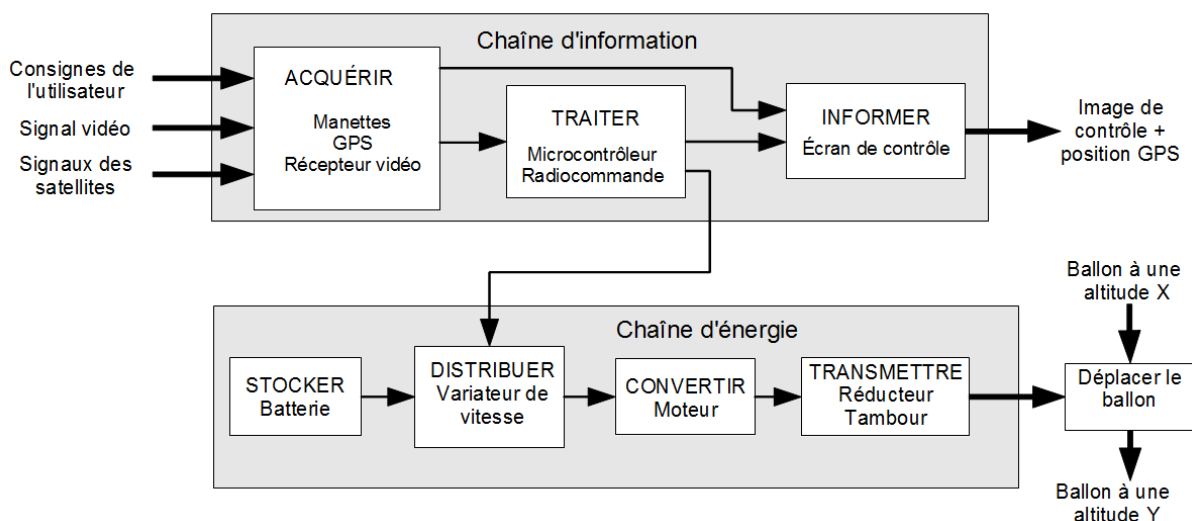 Chaîne d'information
Consignes de
l'utilisateur
Signal vidéo
Signaux des
satellites
ACQUÉRIR
Manettes
GPS
Récepteur vidéo
TRAITER
Microcontrôleur
Radiocommande
INFORMER
Écran de contrôle
Image de
contrôle +
position GPS
Chaîne d'énergie
STOCKER
Batterie
DISTRIBUER
Variateur de
vitesse
CONVERTIR
Moteur
TRANSMETTRE
Réducteur
Tambour
Ballon à une
altitude X
Déplacer le
ballon
Ballon à une
altitude Y